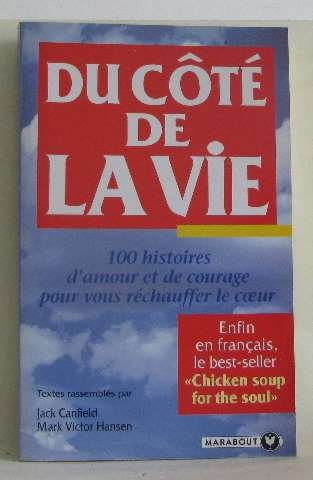 DU CÔTÉ
DE
LA VIE
100 histoires
d'amour et de courage
pour vous réchauffer le cœur
Enfin
en français,
le best-seller
«Chicken soup
for the soul»
Textes rassemblés par
Jack Canfield
Mark Victor Hansen
MARABOUT